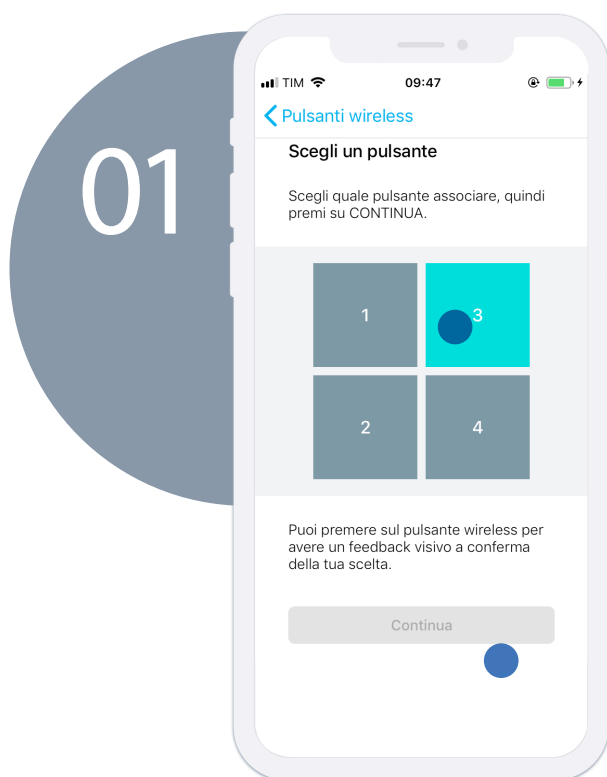 01
TIM 09:47
Pulsanti wireless
Scegli un pulsante
Scegli quale pulsante associare, quindi
premi su CONTINUA.
1 3
2 4
Puoi premere sul pulsante wireless per
avere un feedback visivo a conferma
della tua scelta.
Continua